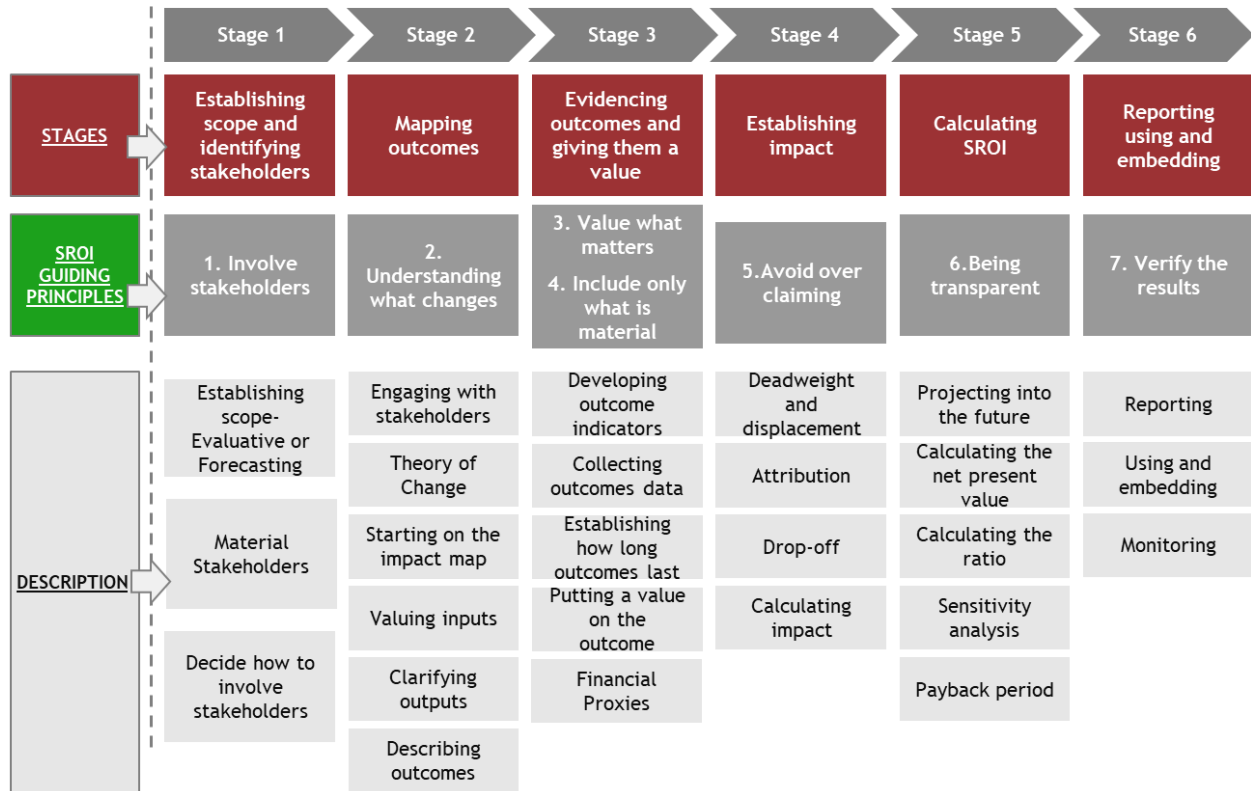 Stage 1
Stage 2
Stage 3
Stage 4
Stage 5
Stage 6
STAGES
Establishing
scope and
identifying
stakeholders
Mapping
outcomes
Evidencing
outcomes and
giving them a
value
Establishing
impact
Calculating
SROI
Reporting
using and
embedding
SROI
GUIDING
PRINCIPLES
1. Involve
stakeholders
2.
Understanding
what changes
3. Value what
matters
4. Include only
what is
material
5.Avoid over
claiming
6.Being
transparent
7. Verify the
results
DESCRIPTION
Establishing
scope-
Evaluative or
Forecasting
Material
Stakeholders
Decide how to
involve
stakeholders
Engaging with
stakeholders
Theory of
Change
Starting on the
impact map
Valuing inputs
Clarifying
outputs
Describing
outcomes
Developing
outcome
indicators
Collecting
outcomes data
Establishing
how long
outcomes last
Putting a value
on the
outcome
Financial
Proxies
Deadweight
and
displacement
Attribution
Drop-off
Calculating
impact
Projecting into
the future
Calculating the
net present
value
Calculating the
ratio
Sensitivity
analysis
Payback period
Reporting
Using and
embedding
Monitoring